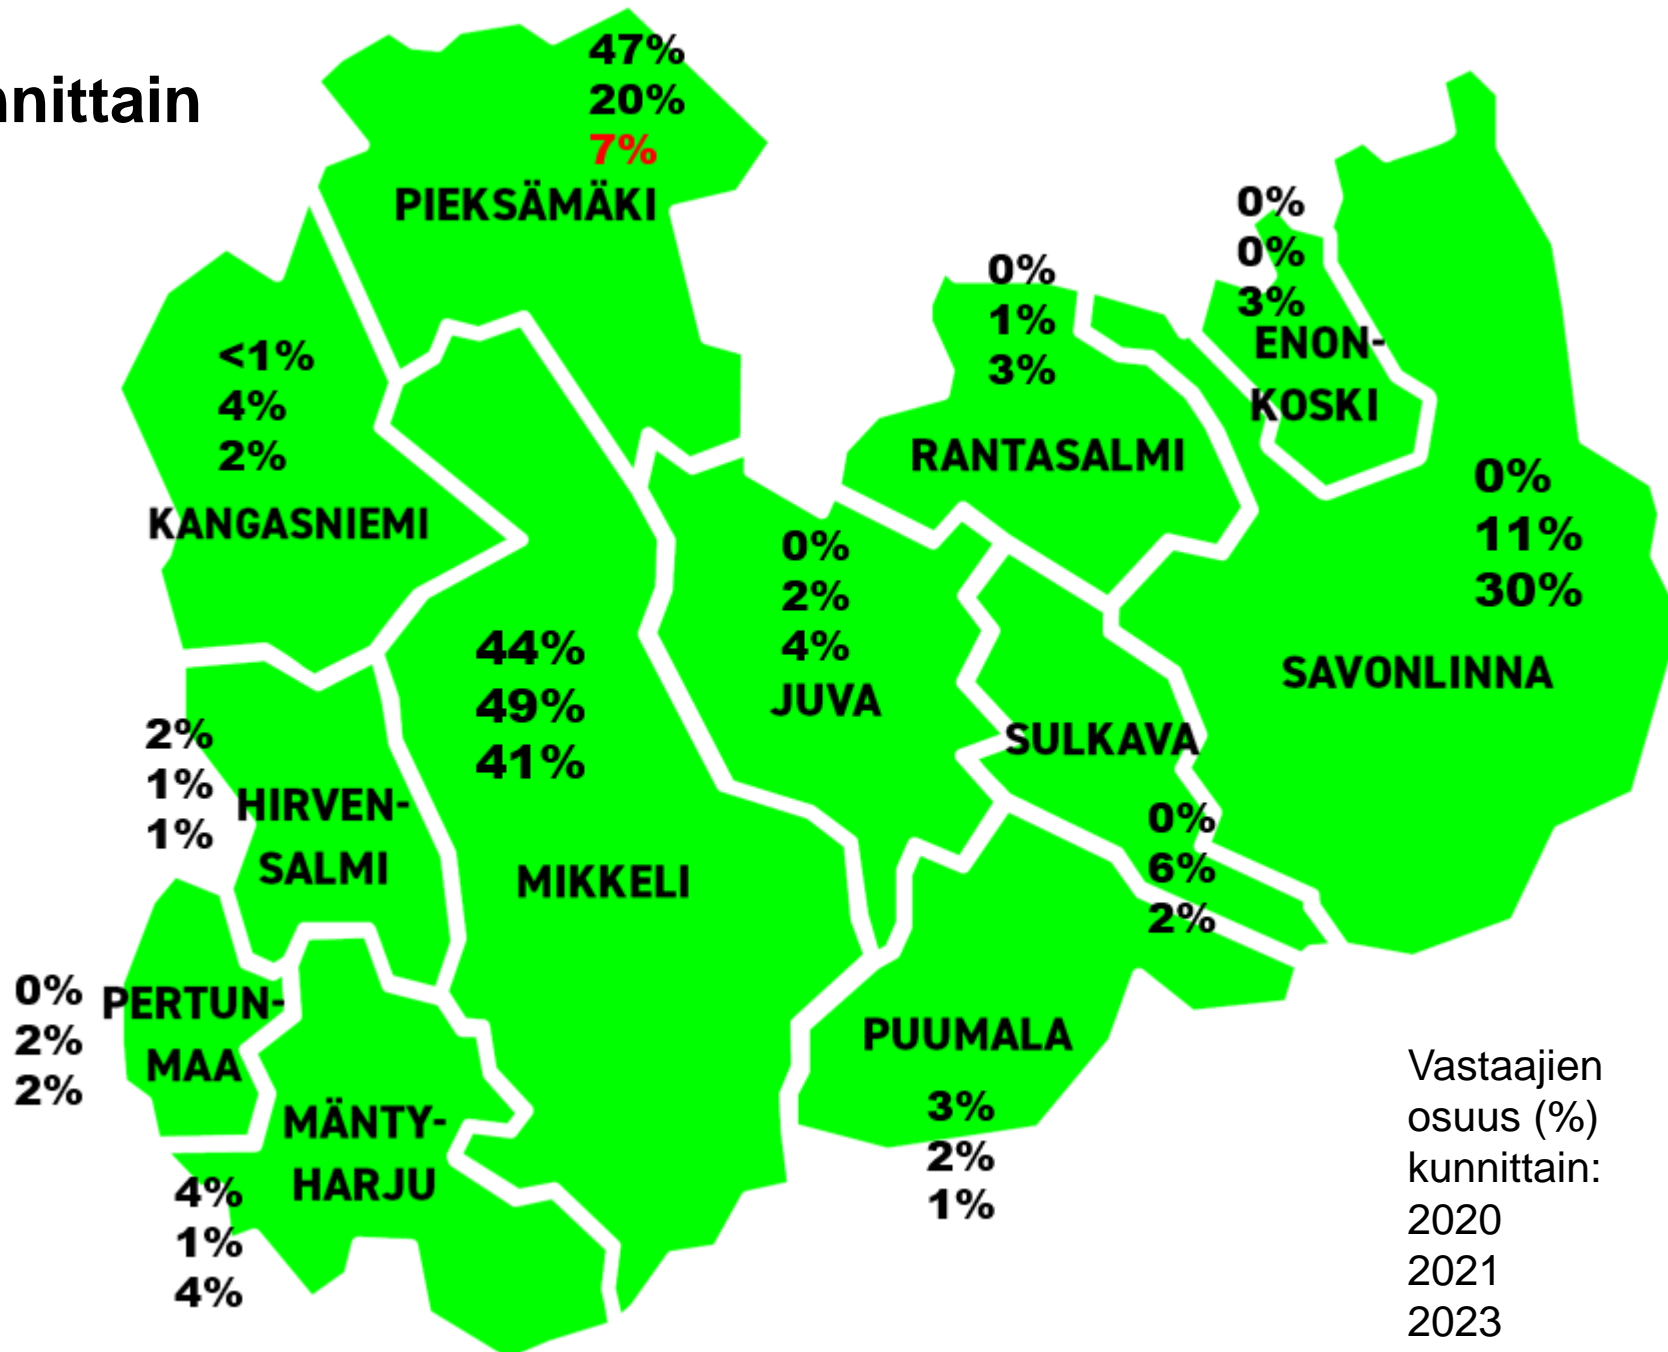 nnittain
47%
20%
7%
PIEKSÄMÄKI
0%
0%
3%
ENON-
KOSKI
0%
1%
3%
RANTASALMI
<1%
4%
2%
KANGASNIEMI
0%
11%
30%
SAVONLINNA
0%
2%
4%
JUVA
44%
49%
41%
MIKKELI
SULKAVA
0%
6%
2%
2%
1%
1%
HIRVEN-
SALMI
0%
2%
2%
PERTUN-
MAA
PUUMALA
3%
2%
1%
MÄNTY-
HARJU
4%
1%
4%
Vastaajien
osuus (%)
kunnittain:
2020
2021
2023